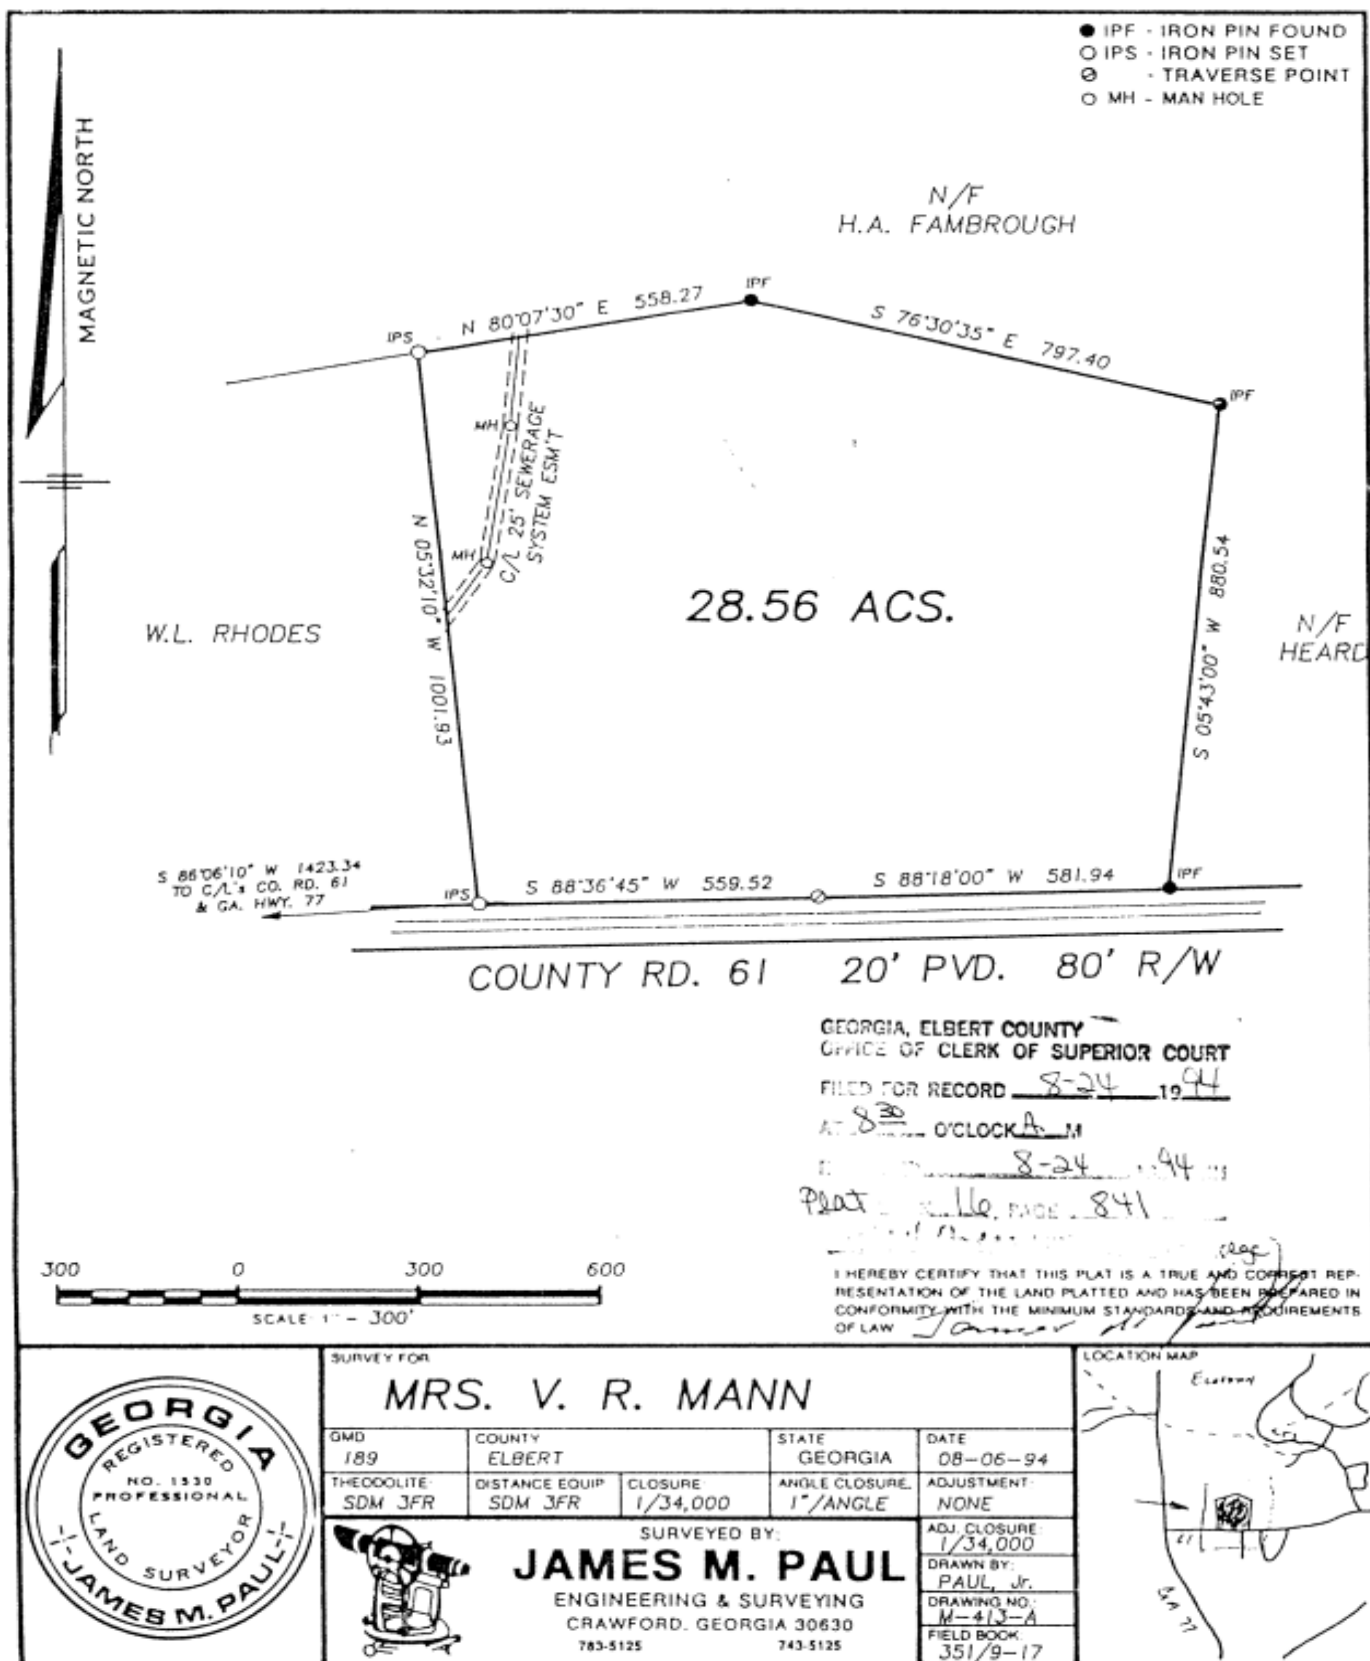 ● IPF - IRON PIN FOUND
○ IPS - IRON PIN SET
⊘ - TRAVERSE POINT
○ MH - MAN HOLE
MAGNETIC NORTH
N/F
H.A. FAMBROUGH
IPF
N 80°07'30" E 558.27
S 76°30'35" E 797.40
IPS
IPF
MH
C/L 25' SEWERAGE
SYSTEM ESM'T
MH
N 05°32'10" W 1001.93
28.56 ACS.
S 05°43'00" W 880.54
W.L. RHODES
N/F
HEARD
S 86°06'10" W 1423.34
TO C/L's CO. RD. 61
& GA. HWY. 77
IPS
S 88°36'45" W 559.52
S 88°18'00" W 581.94
IPF
COUNTY RD. 61 20' PVD. 80' R/W
GEORGIA, ELBERT COUNTY
OFFICE OF CLERK OF SUPERIOR COURT
FILED FOR RECORD 8-24 1994
AT 8 30 O'CLOCK A. M
8-24 94
Plat 16, PAGE 841
300 0 300 600
SCALE 1" - 300'
I HEREBY CERTIFY THAT THIS PLAT IS A TRUE AND CORRECT REP-
RESENTATION OF THE LAND PLATTED AND HAS BEEN PREPARED IN
CONFORMITY WITH THE MINIMUM STANDARDS AND REQUIREMENTS
OF LAW
GEORGIA
REGISTERED
NO. 1530
PROFESSIONAL
LAND SURVEYOR
JAMES M. PAUL
SURVEY FOR
MRS. V. R. MANN
GMD
189
COUNTY
ELBERT
STATE
GEORGIA
DATE
08-06-94
THEODOLITE:
SDM 3FR
DISTANCE EQUIP
SDM 3FR
CLOSURE:
1/34,000
ANGLE CLOSURE.
1"/ANGLE
ADJUSTMENT:
NONE
SURVEYED BY:
JAMES M. PAUL
ENGINEERING & SURVEYING
CRAWFORD, GEORGIA 30630
783-5125 743-5125
ADJ. CLOSURE:
1/34,000
DRAWN BY:
PAUL, Jr.
DRAWING NO.:
M-413-A
FIELD BOOK:
351/9-17
LOCATION MAP
61
GA 77